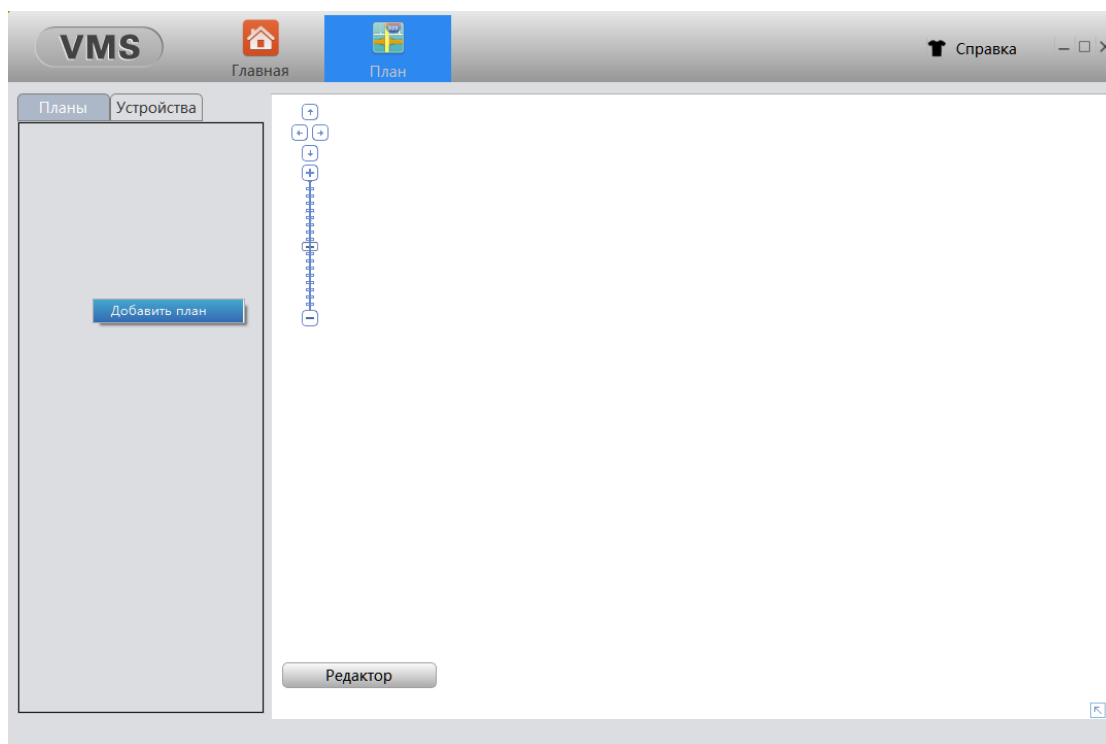 VMS
Главная
План
Справка
Планы
Устройства
Добавить план
Редактор